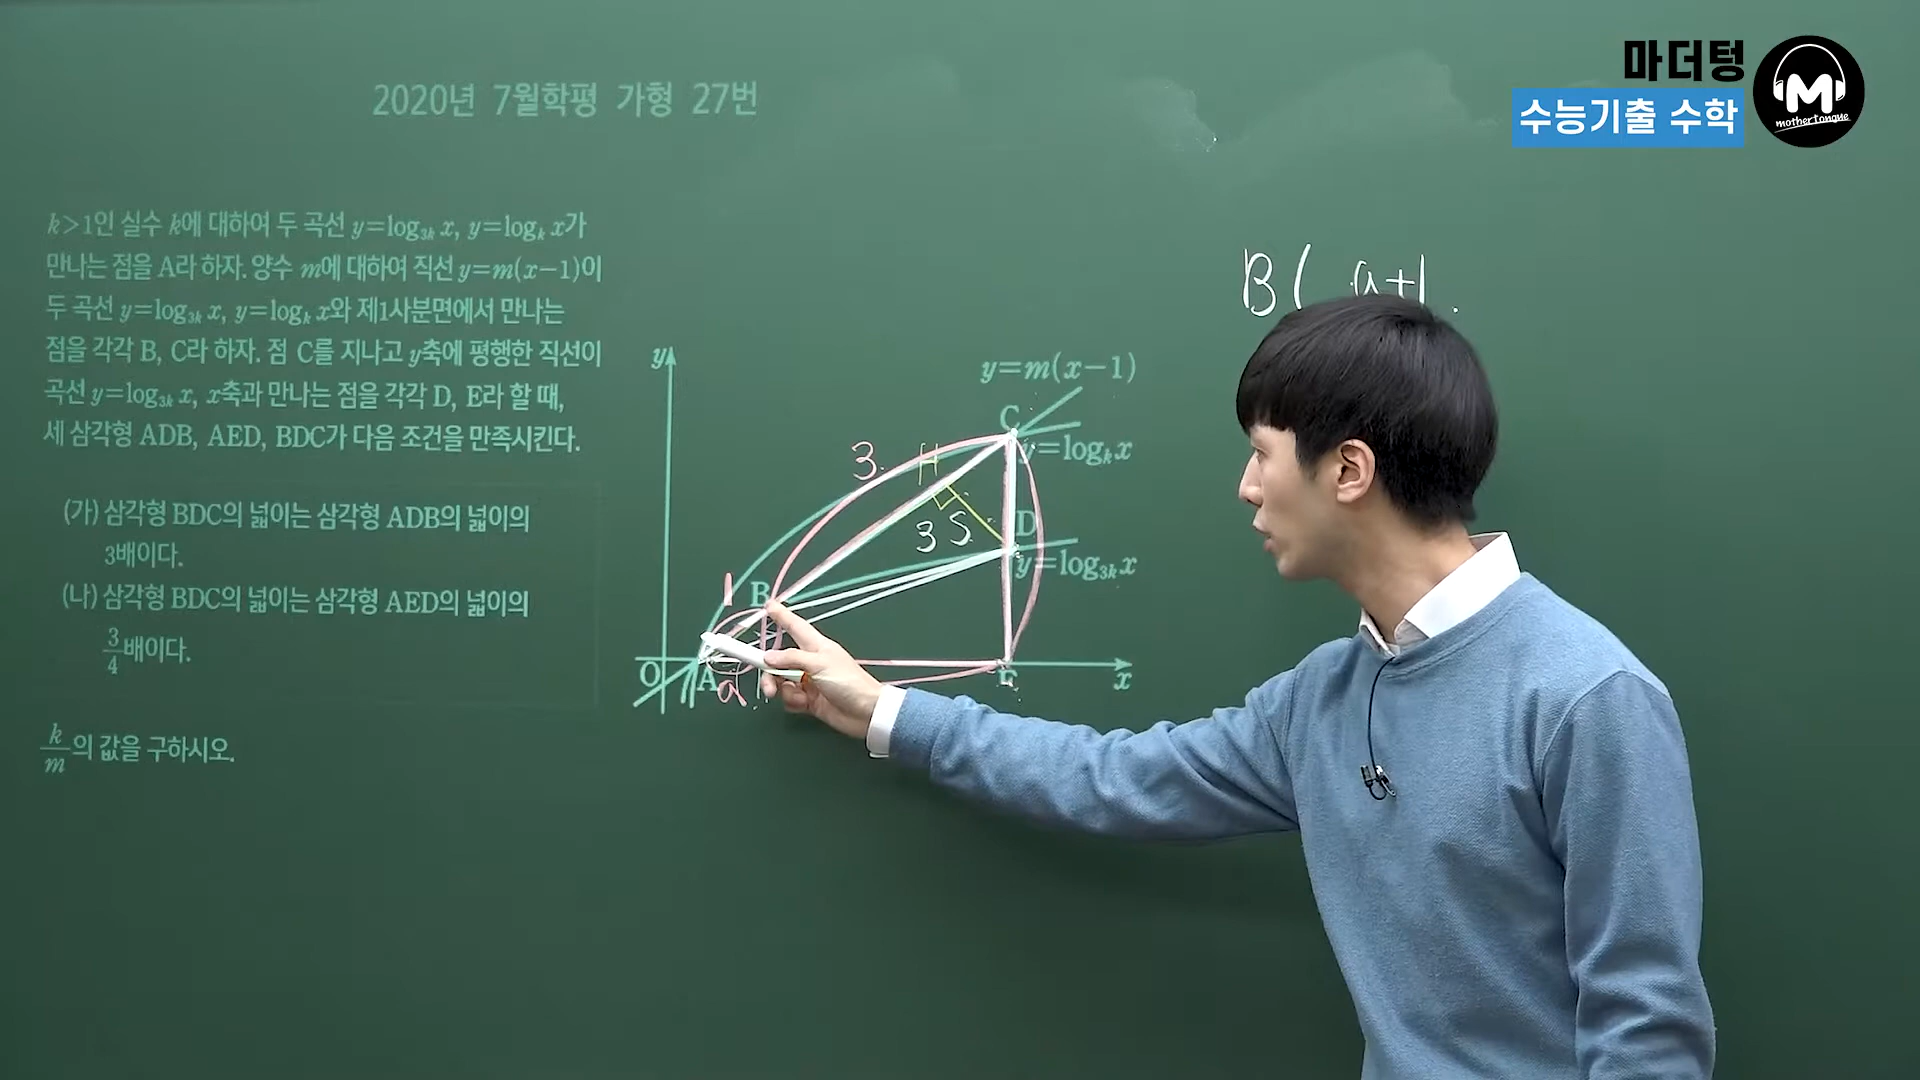 마더텅
수능기출 수학
M
mothertongue
2020년 7월학평 가형 27번
k>1인 실수 k에 대하여 두 곡선 y=log₃ₖ x, y=logₖ x가
만나는 점을 A라 하자. 양수 m에 대하여 직선 y=m(x−1)이
두 곡선 y=log₃ₖ x, y=logₖ x와 제1사분면에서 만나는
점을 각각 B, C라 하자. 점 C를 지나고 y축에 평행한 직선이
곡선 y=log₃ₖ x, x축과 만나는 점을 각각 D, E라 할 때,
세 삼각형 ADB, AED, BDC가 다음 조건을 만족시킨다.
(가) 삼각형 BDC의 넓이는 삼각형 ADB의 넓이의
3배이다.
(나) 삼각형 BDC의 넓이는 삼각형 AED의 넓이의
3/4배이다.
k/m의 값을 구하시오.
B( a+1
y
y=m(x−1)
C
y=logₖ x
3
H
D
3S
y=log₃ₖ x
1
B
O
A
a
E
x